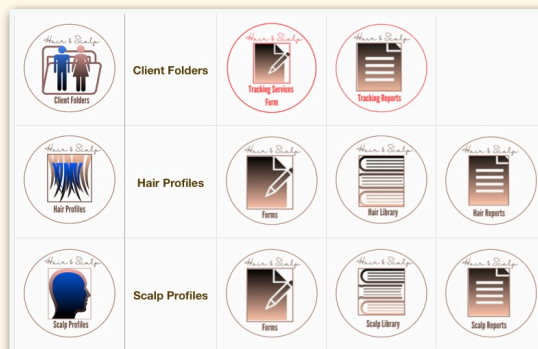 Hair & Scalp
Client Folders
Client Folders
Hair & Scalp
Tracking Services
Form
Hair & Scalp
Tracking Reports
Hair & Scalp
Hair Profiles
Hair Profiles
Hair & Scalp
Forms
Hair & Scalp
Hair Library
Hair & Scalp
Hair Reports
Hair & Scalp
Scalp Profiles
Scalp Profiles
Hair & Scalp
Forms
Hair & Scalp
Scalp Library
Hair & Scalp
Scalp Reports